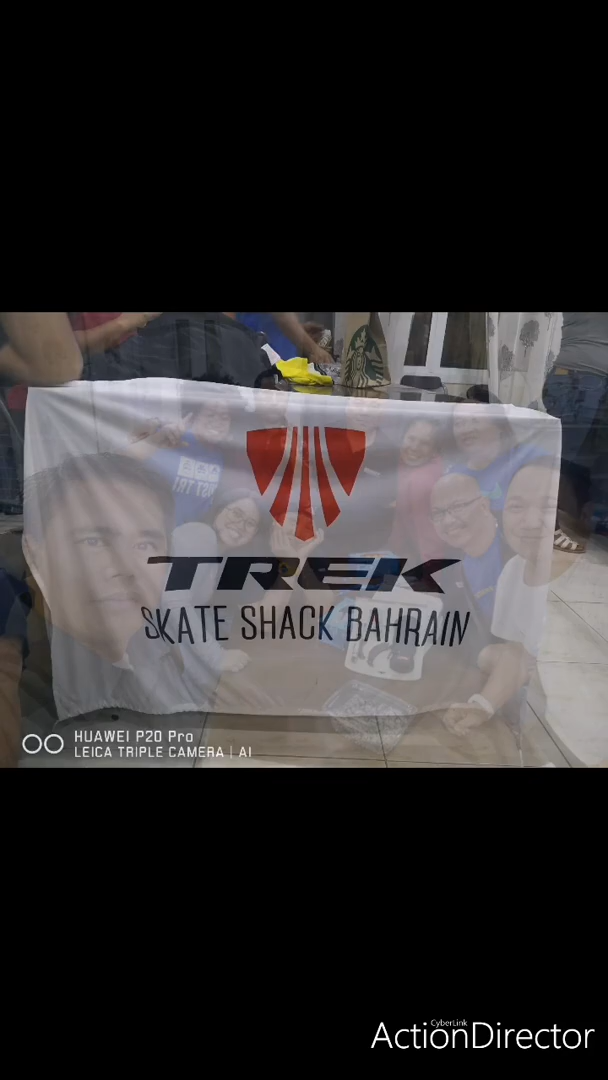 TREK
SKATE SHACK BAHRAIN
HUAWEI P20 Pro
LEICA TRIPLE CAMERA | AI
CyberLink
ActionDirector